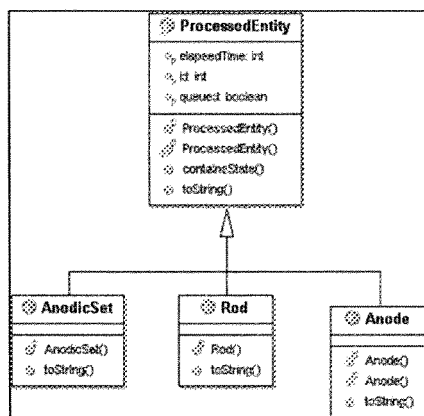 ProcessedEntity
elapsedTime: int
id: int
queued: boolean
ProcessedEntity()
ProcessedEntity()
containsState()
toString()
AnodicSet
AnodicSet()
toString()
Rod
Rod()
toString()
Anode
Anode()
Anode()
toString()